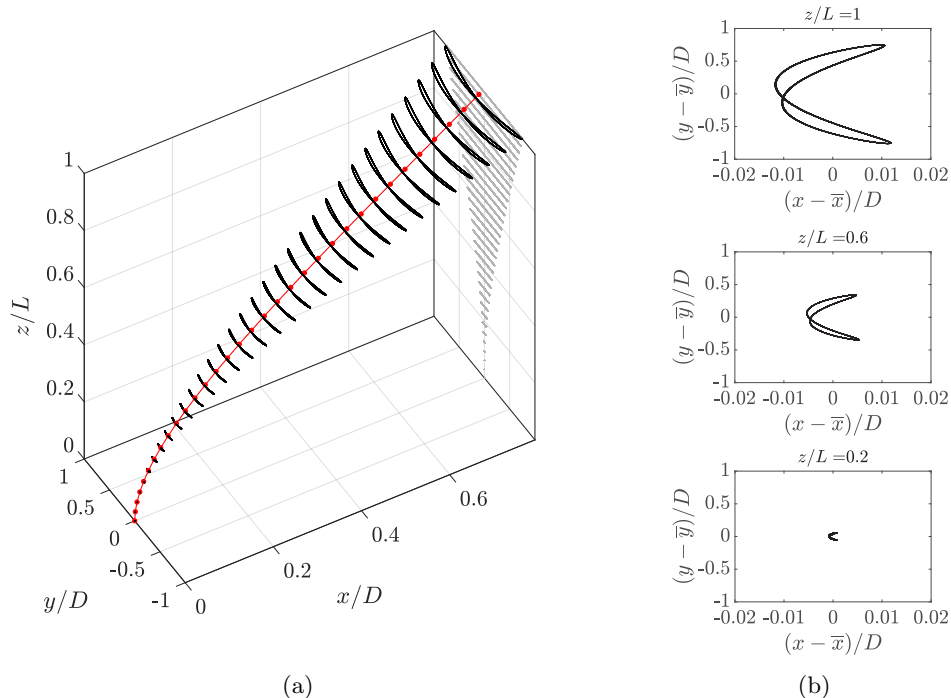 1
0.8
0.6
0.4
0.2
0
z/L
1
0.5
0
-0.5
-1
y/D
0
0.2
0.4
0.6
x/D
(a)
z/L =1
1
0.5
0
-0.5
-1
(y − y̅)/D
-0.02 -0.01 0 0.01 0.02
(x − x̅)/D
z/L =0.6
1
0.5
0
-0.5
-1
(y − y̅)/D
-0.02 -0.01 0 0.01 0.02
(x − x̅)/D
z/L =0.2
1
0.5
0
-0.5
-1
(y − y̅)/D
-0.02 -0.01 0 0.01 0.02
(x − x̅)/D
(b)